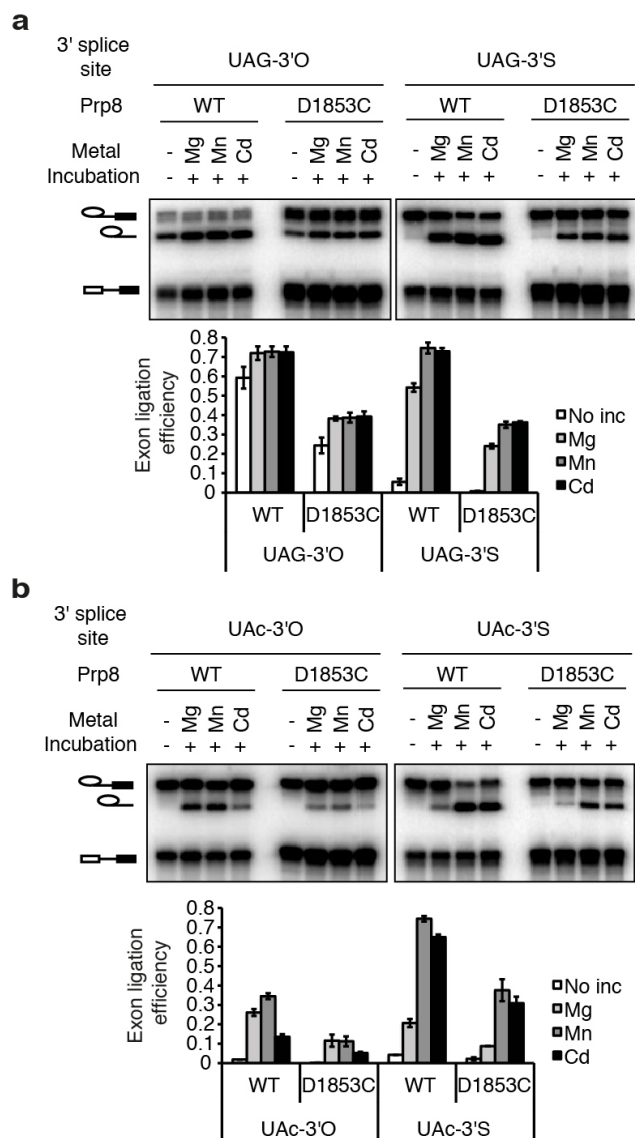 a
3' splice site
UAG-3'O UAG-3'S
Prp8 WT D1853C WT D1853C
Metal - Mg Mn Cd - Mg Mn Cd - Mg Mn Cd - Mg Mn Cd
Incubation - + + + - + + + - + + + - + + +
Exon ligation efficiency
0.8
0.7
0.6
0.5
0.4
0.3
0.2
0.1
0
No inc
Mg
Mn
Cd
WT D1853C WT D1853C
UAG-3'O UAG-3'S
b
3' splice site
UAc-3'O UAc-3'S
Prp8 WT D1853C WT D1853C
Metal - Mg Mn Cd - Mg Mn Cd - Mg Mn Cd - Mg Mn Cd
Incubation - + + + - + + + - + + + - + + +
Exon ligation efficiency
0.8
0.7
0.6
0.5
0.4
0.3
0.2
0.1
0
No inc
Mg
Mn
Cd
WT D1853C WT D1853C
UAc-3'O UAc-3'S